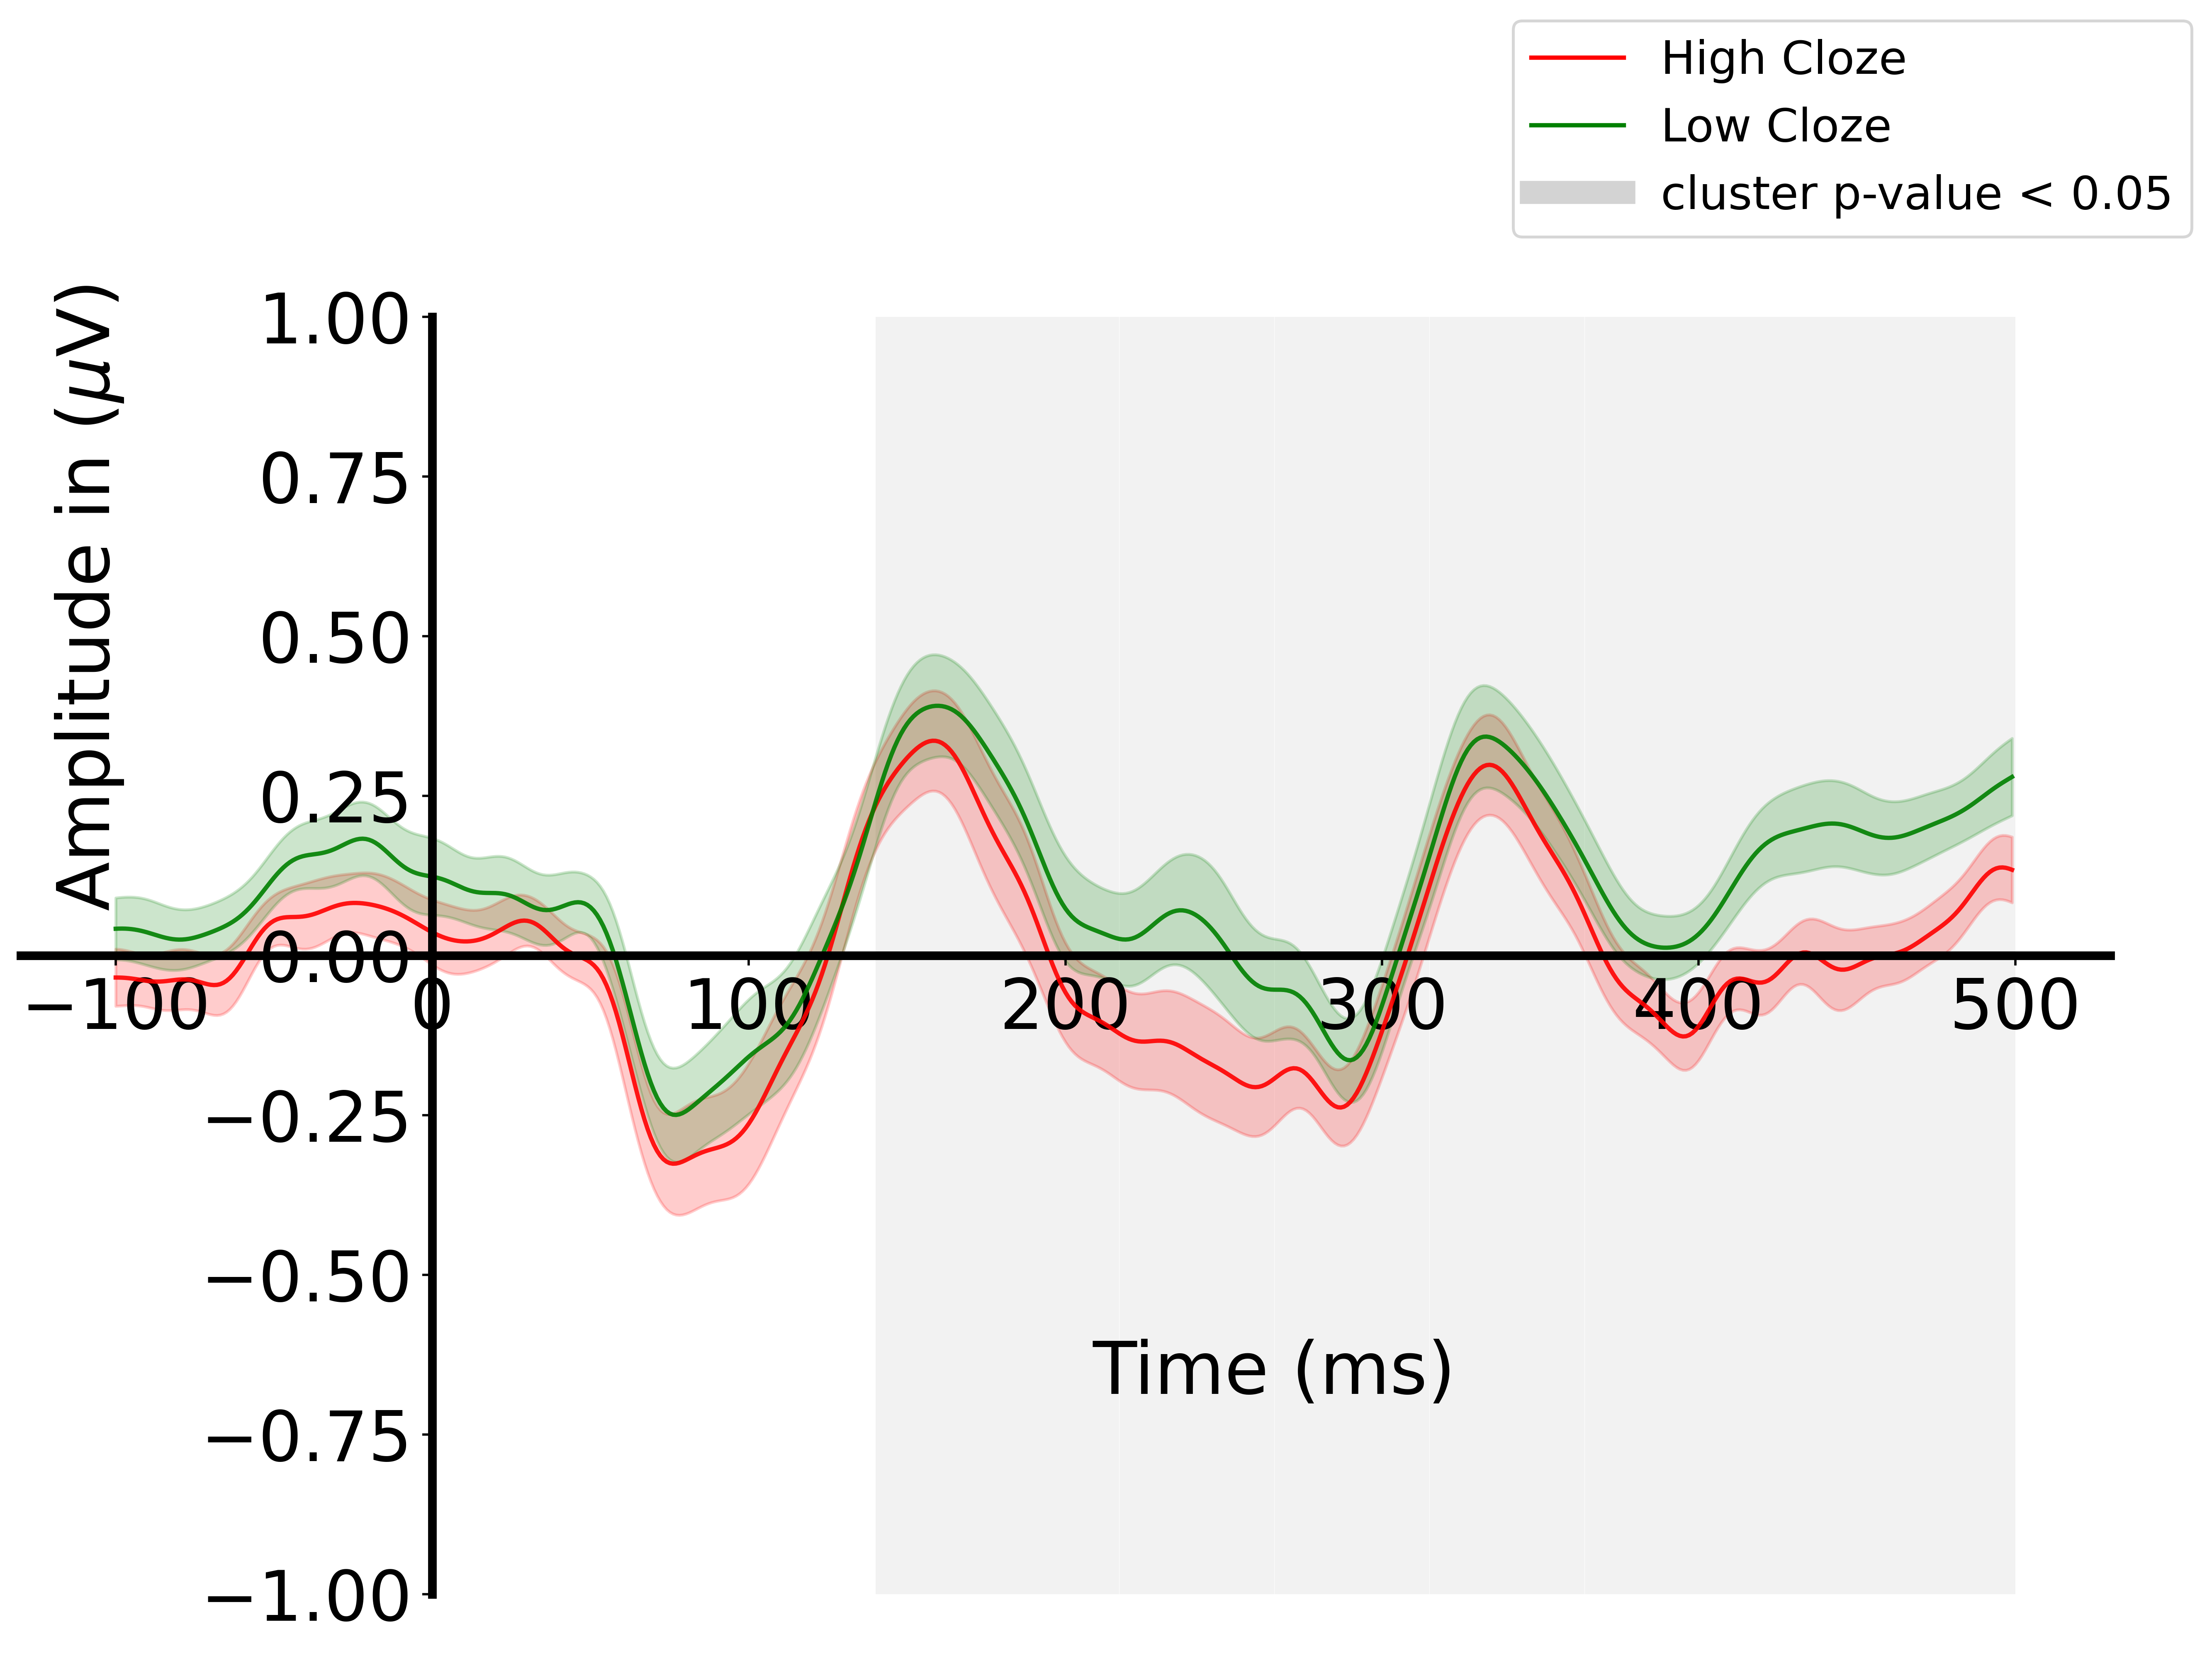 High Cloze
Low Cloze
cluster p-value < 0.05
Amplitude in (μV)
1.00
0.75
0.50
0.25
0.00
−0.25
−0.50
−0.75
−1.00
−100 0 100 200 300 400 500
Time (ms)